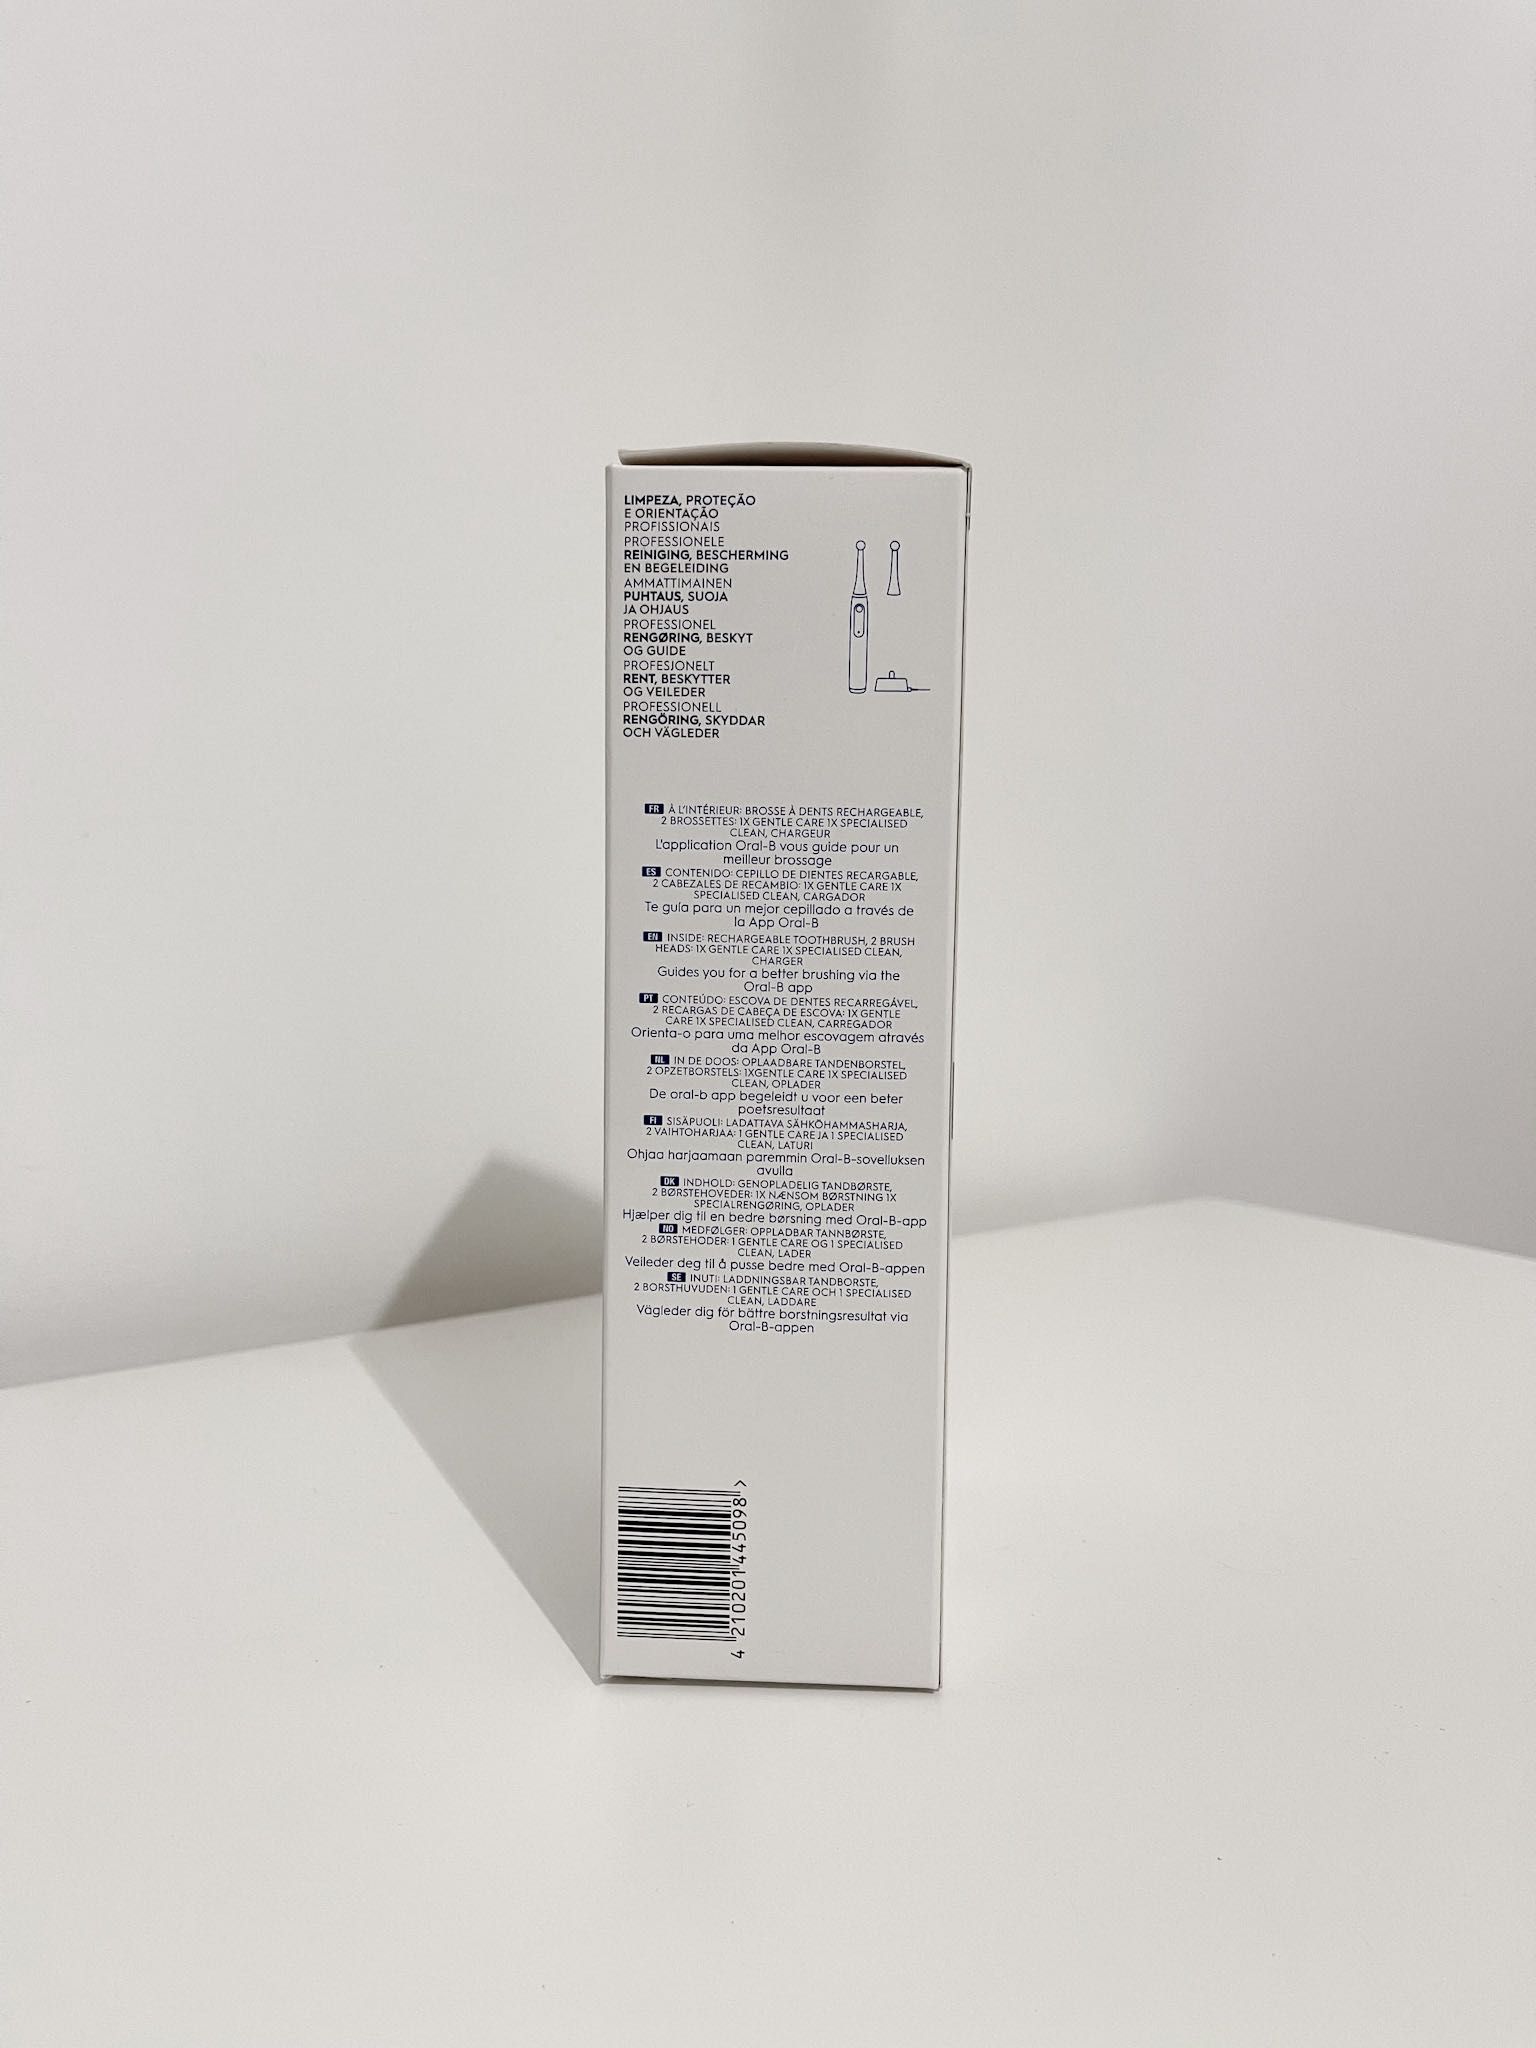 LIMPEZA, PROTEÇÃO
E ORIENTAÇÃO
PROFISSIONAIS
PROFESSIONELE
REINIGING, BESCHERMING
EN BEGELEIDING
AMMATTIMAINEN
PUHTAUS, SUOJA
JA OHJAUS
PROFESSIONEL
RENGØRING, BESKYT
OG GUIDE
PROFESJONELT
RENT, BESKYTTER
OG VEILEDER
PROFESSIONELL
RENGÖRING, SKYDDAR
OCH VÄGLEDER
FR À L'INTÉRIEUR: BROSSE À DENTS RECHARGEABLE,
2 BROSSETTES: 1X GENTLE CARE 1X SPECIALISED
CLEAN, CHARGEUR
L'application Oral-B vous guide pour un
meilleur brossage
ES CONTENIDO: CEPILLO DE DIENTES RECARGABLE,
2 CABEZALES DE RECAMBIO: 1X GENTLE CARE 1X
SPECIALISED CLEAN, CARGADOR
Te guía para un mejor cepillado a través de
la App Oral-B
EN INSIDE: RECHARGEABLE TOOTHBRUSH, 2 BRUSH
HEADS: 1X GENTLE CARE 1X SPECIALISED CLEAN,
CHARGER
Guides you for a better brushing via the
Oral-B app
PT CONTEÚDO: ESCOVA DE DENTES RECARREGÁVEL,
2 RECARGAS DE CABEÇA DE ESCOVA: 1X GENTLE
CARE 1X SPECIALISED CLEAN, CARREGADOR
Orienta-o para uma melhor escovagem através
da App Oral-B
NL IN DE DOOS: OPLAADBARE TANDENBORSTEL,
2 OPZETBORSTELS: 1XGENTLE CARE 1X SPECIALISED
CLEAN, OPLADER
De oral-b app begeleidt u voor een beter
poetsresultaat
FI SISÄPUOLI: LADATTAVA SÄHKÖHAMMASHARJA,
2 VAIHTOHARJAA: 1 GENTLE CARE JA 1 SPECIALISED
CLEAN, LATURI
Ohjaa harjaamaan paremmin Oral-B-sovelluksen
avulla
DK INDHOLD: GENOPLADELIG TANDBØRSTE,
2 BØRSTEHOVEDER: 1X NÆNSOM BØRSTNING 1X
SPECIALRENGØRING, OPLADER
Hjælper dig til en bedre børsning med Oral-B-app
NO MEDFØLGER: OPPLADBAR TANNBØRSTE,
2 BØRSTEHODER: 1 GENTLE CARE OG 1 SPECIALISED
CLEAN, LADER
Veileder deg til å pusse bedre med Oral-B-appen
SE INUTI: LADDNINGSBAR TANDBORSTE,
2 BORSTHUVUDEN: 1 GENTLE CARE OCH 1 SPECIALISED
CLEAN, LADDARE
Vägleder dig för bättre borstningsresultat via
Oral-B-appen
4 210201 445098 >